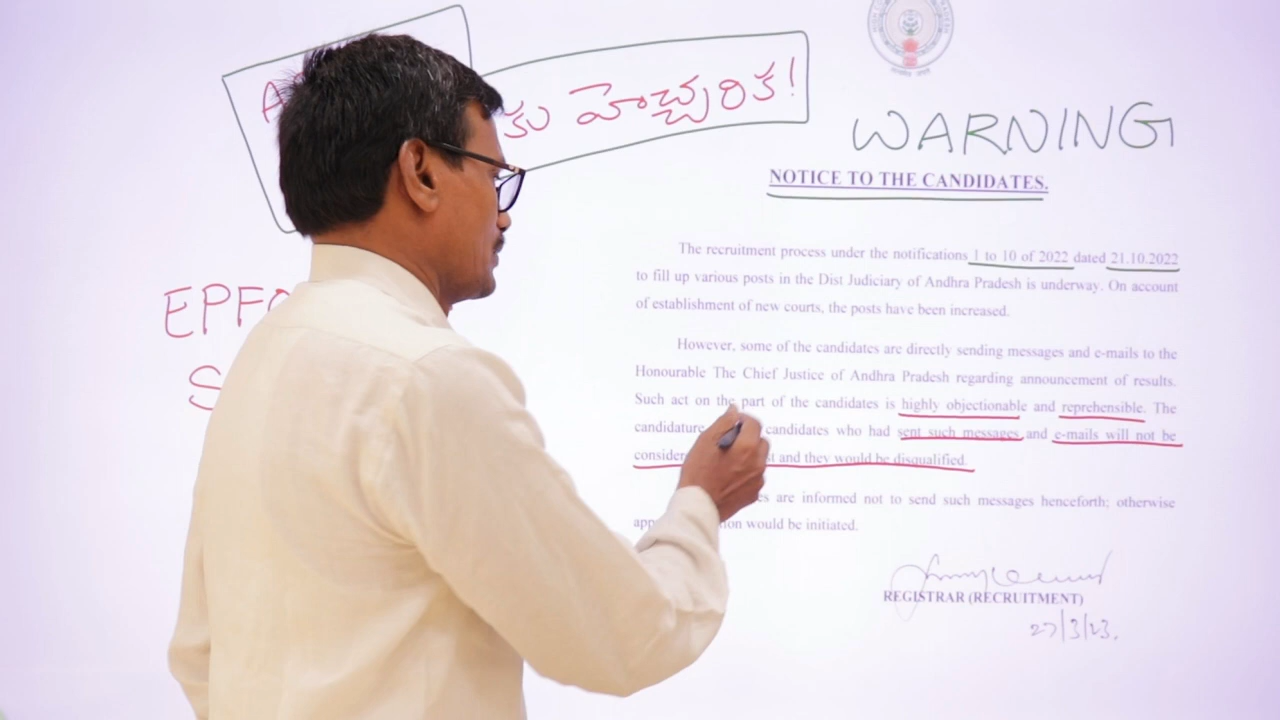 కు హెచ్చరిక!
WARNING
NOTICE TO THE CANDIDATES.
The recruitment process under the notifications 1 to 10 of 2022 dated 21.10.2022
to fill up various posts in the Dist Judiciary of Andhra Pradesh is underway. On account
of establishment of new courts, the posts have been increased.
However, some of the candidates are directly sending messages and e-mails to the
Honourable The Chief Justice of Andhra Pradesh regarding announcement of results.
Such act on the part of the candidates is highly objectionable and reprehensible. The
candidature candidates who had sent such messages and e-mails will not be
and they would be disqualified.
are informed not to send such messages henceforth; otherwise
would be initiated.
REGISTRAR (RECRUITMENT)
27/3/23.
EPFO